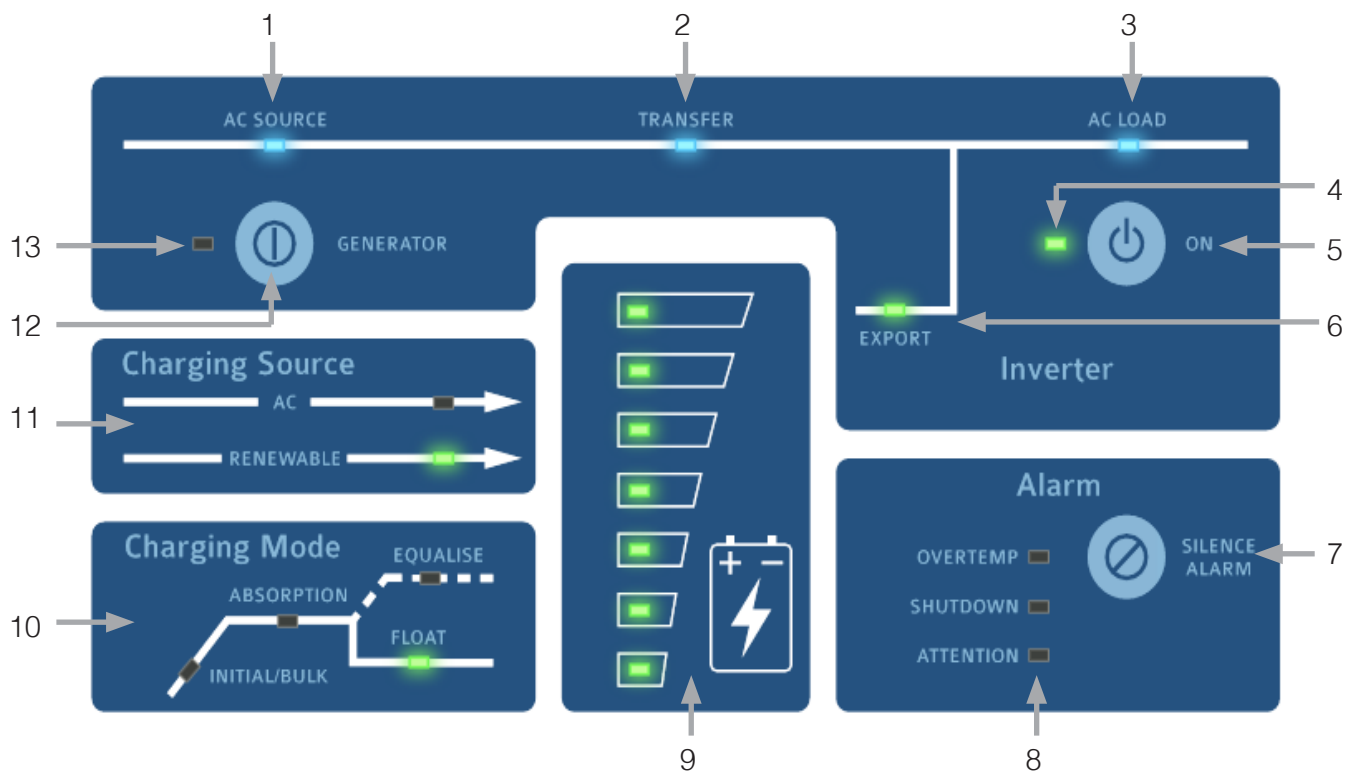 1
2
3
AC SOURCE
TRANSFER
AC LOAD
4
13
GENERATOR
ON
5
12
EXPORT
6
Inverter
Charging Source
AC
11
RENEWABLE
Alarm
Charging Mode
EQUALISE
OVERTEMP
SILENCE
ALARM
7
ABSORPTION
SHUTDOWN
10
FLOAT
ATTENTION
INITIAL/BULK
+ −
9
8